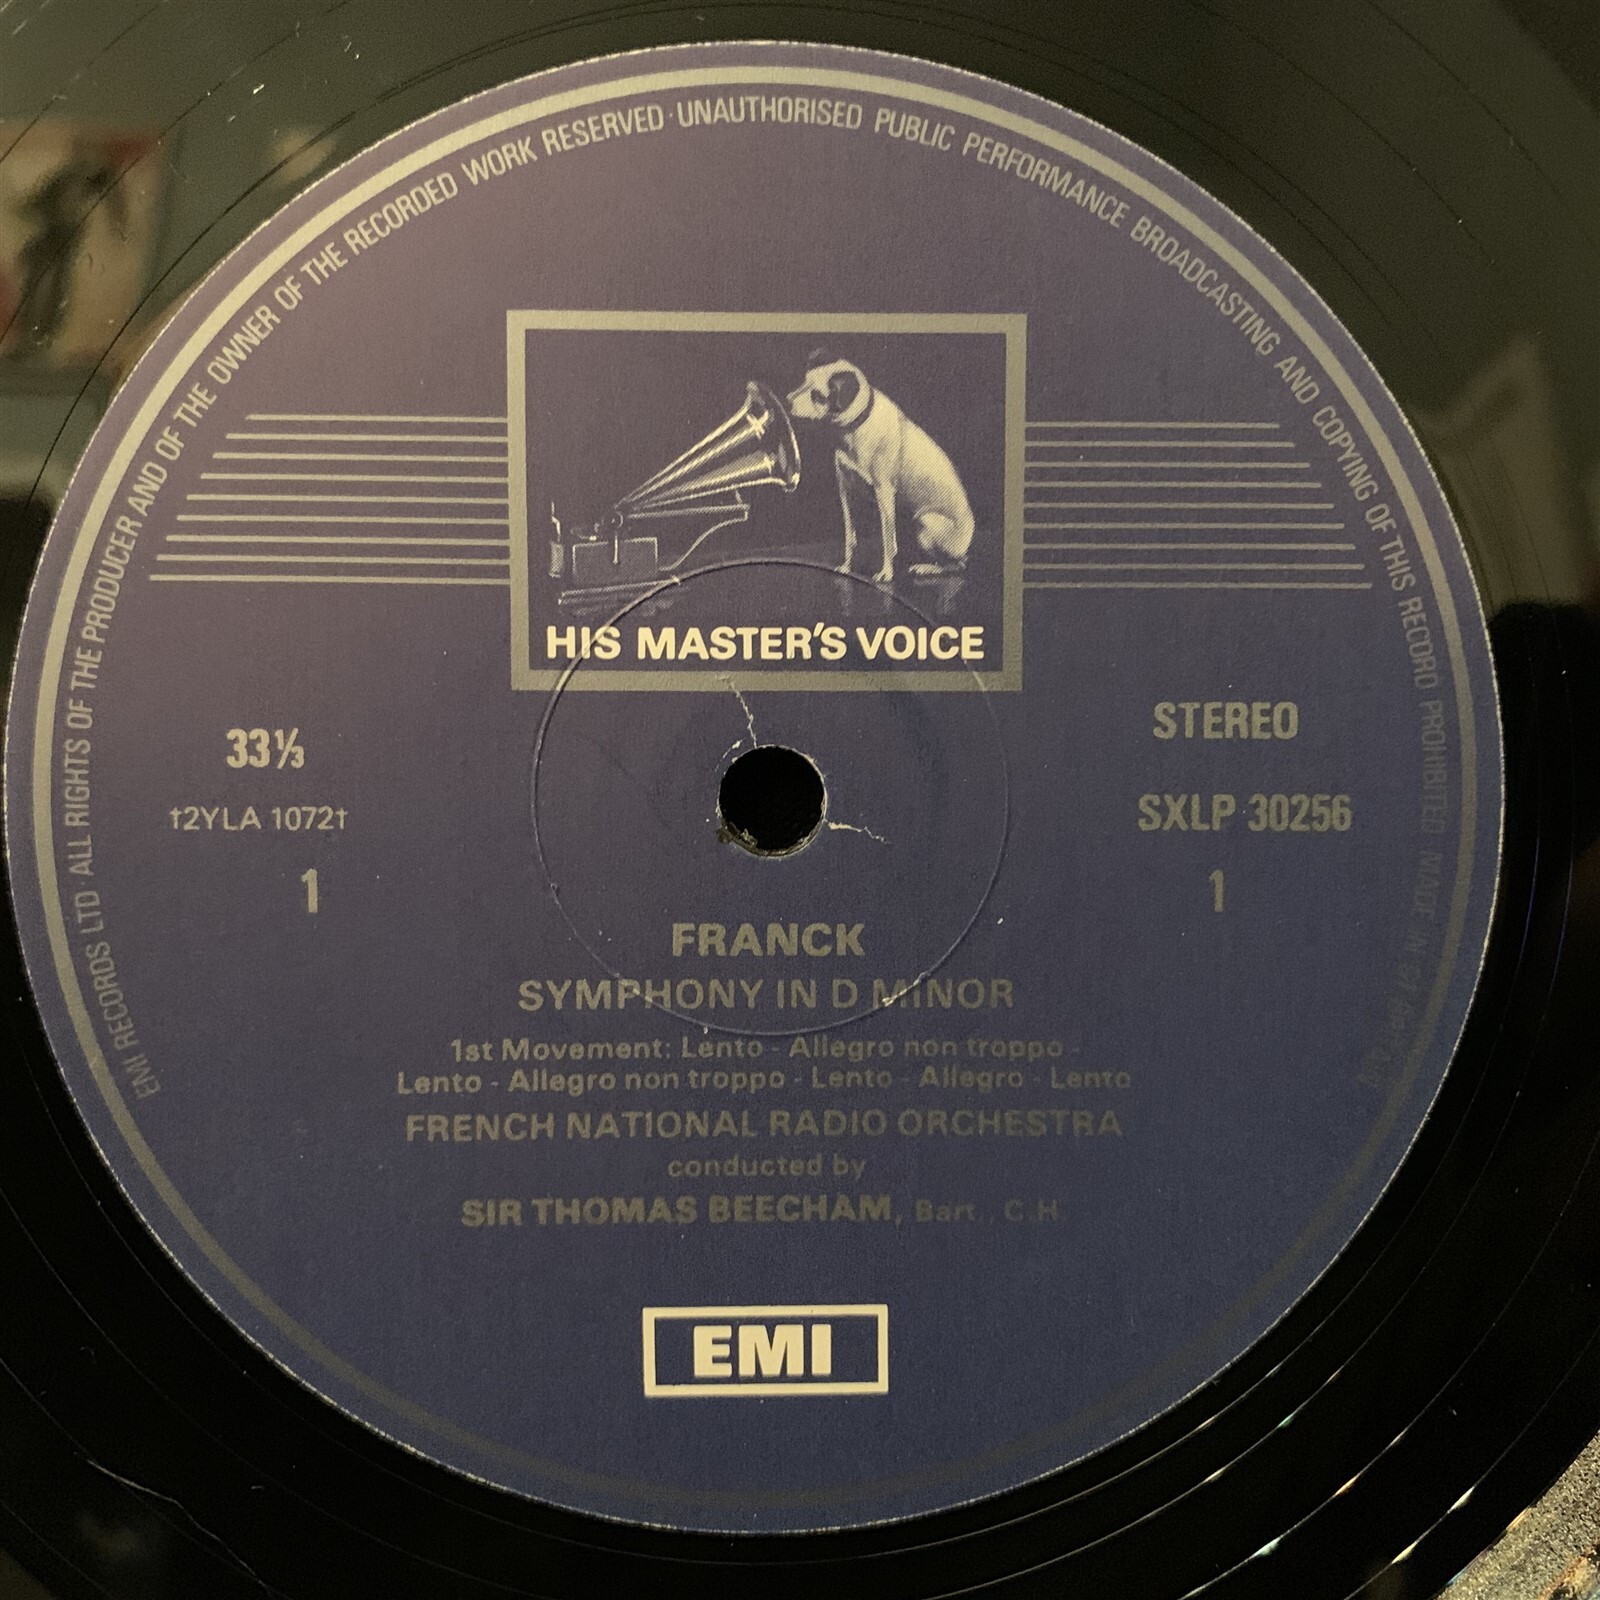 EMI RECORDS LTD · ALL RIGHTS OF THE PRODUCER AND OF THE OWNER OF THE RECORDED WORK RESERVED · UNAUTHORISED PUBLIC PERFORMANCE BROADCASTING AND COPYING OF THIS RECORD PROHIBITED MADE IN
HIS MASTER'S VOICE
33⅓
STEREO
†2YLA 1072†
SXLP 30256
1
1
FRANCK
SYMPHONY IN D MINOR
1st Movement: Lento - Allegro non troppo -
Lento - Allegro non troppo - Lento - Allegro - Lento
FRENCH NATIONAL RADIO ORCHESTRA
conducted by
SIR THOMAS BEECHAM, Bart., C.H.
EMI